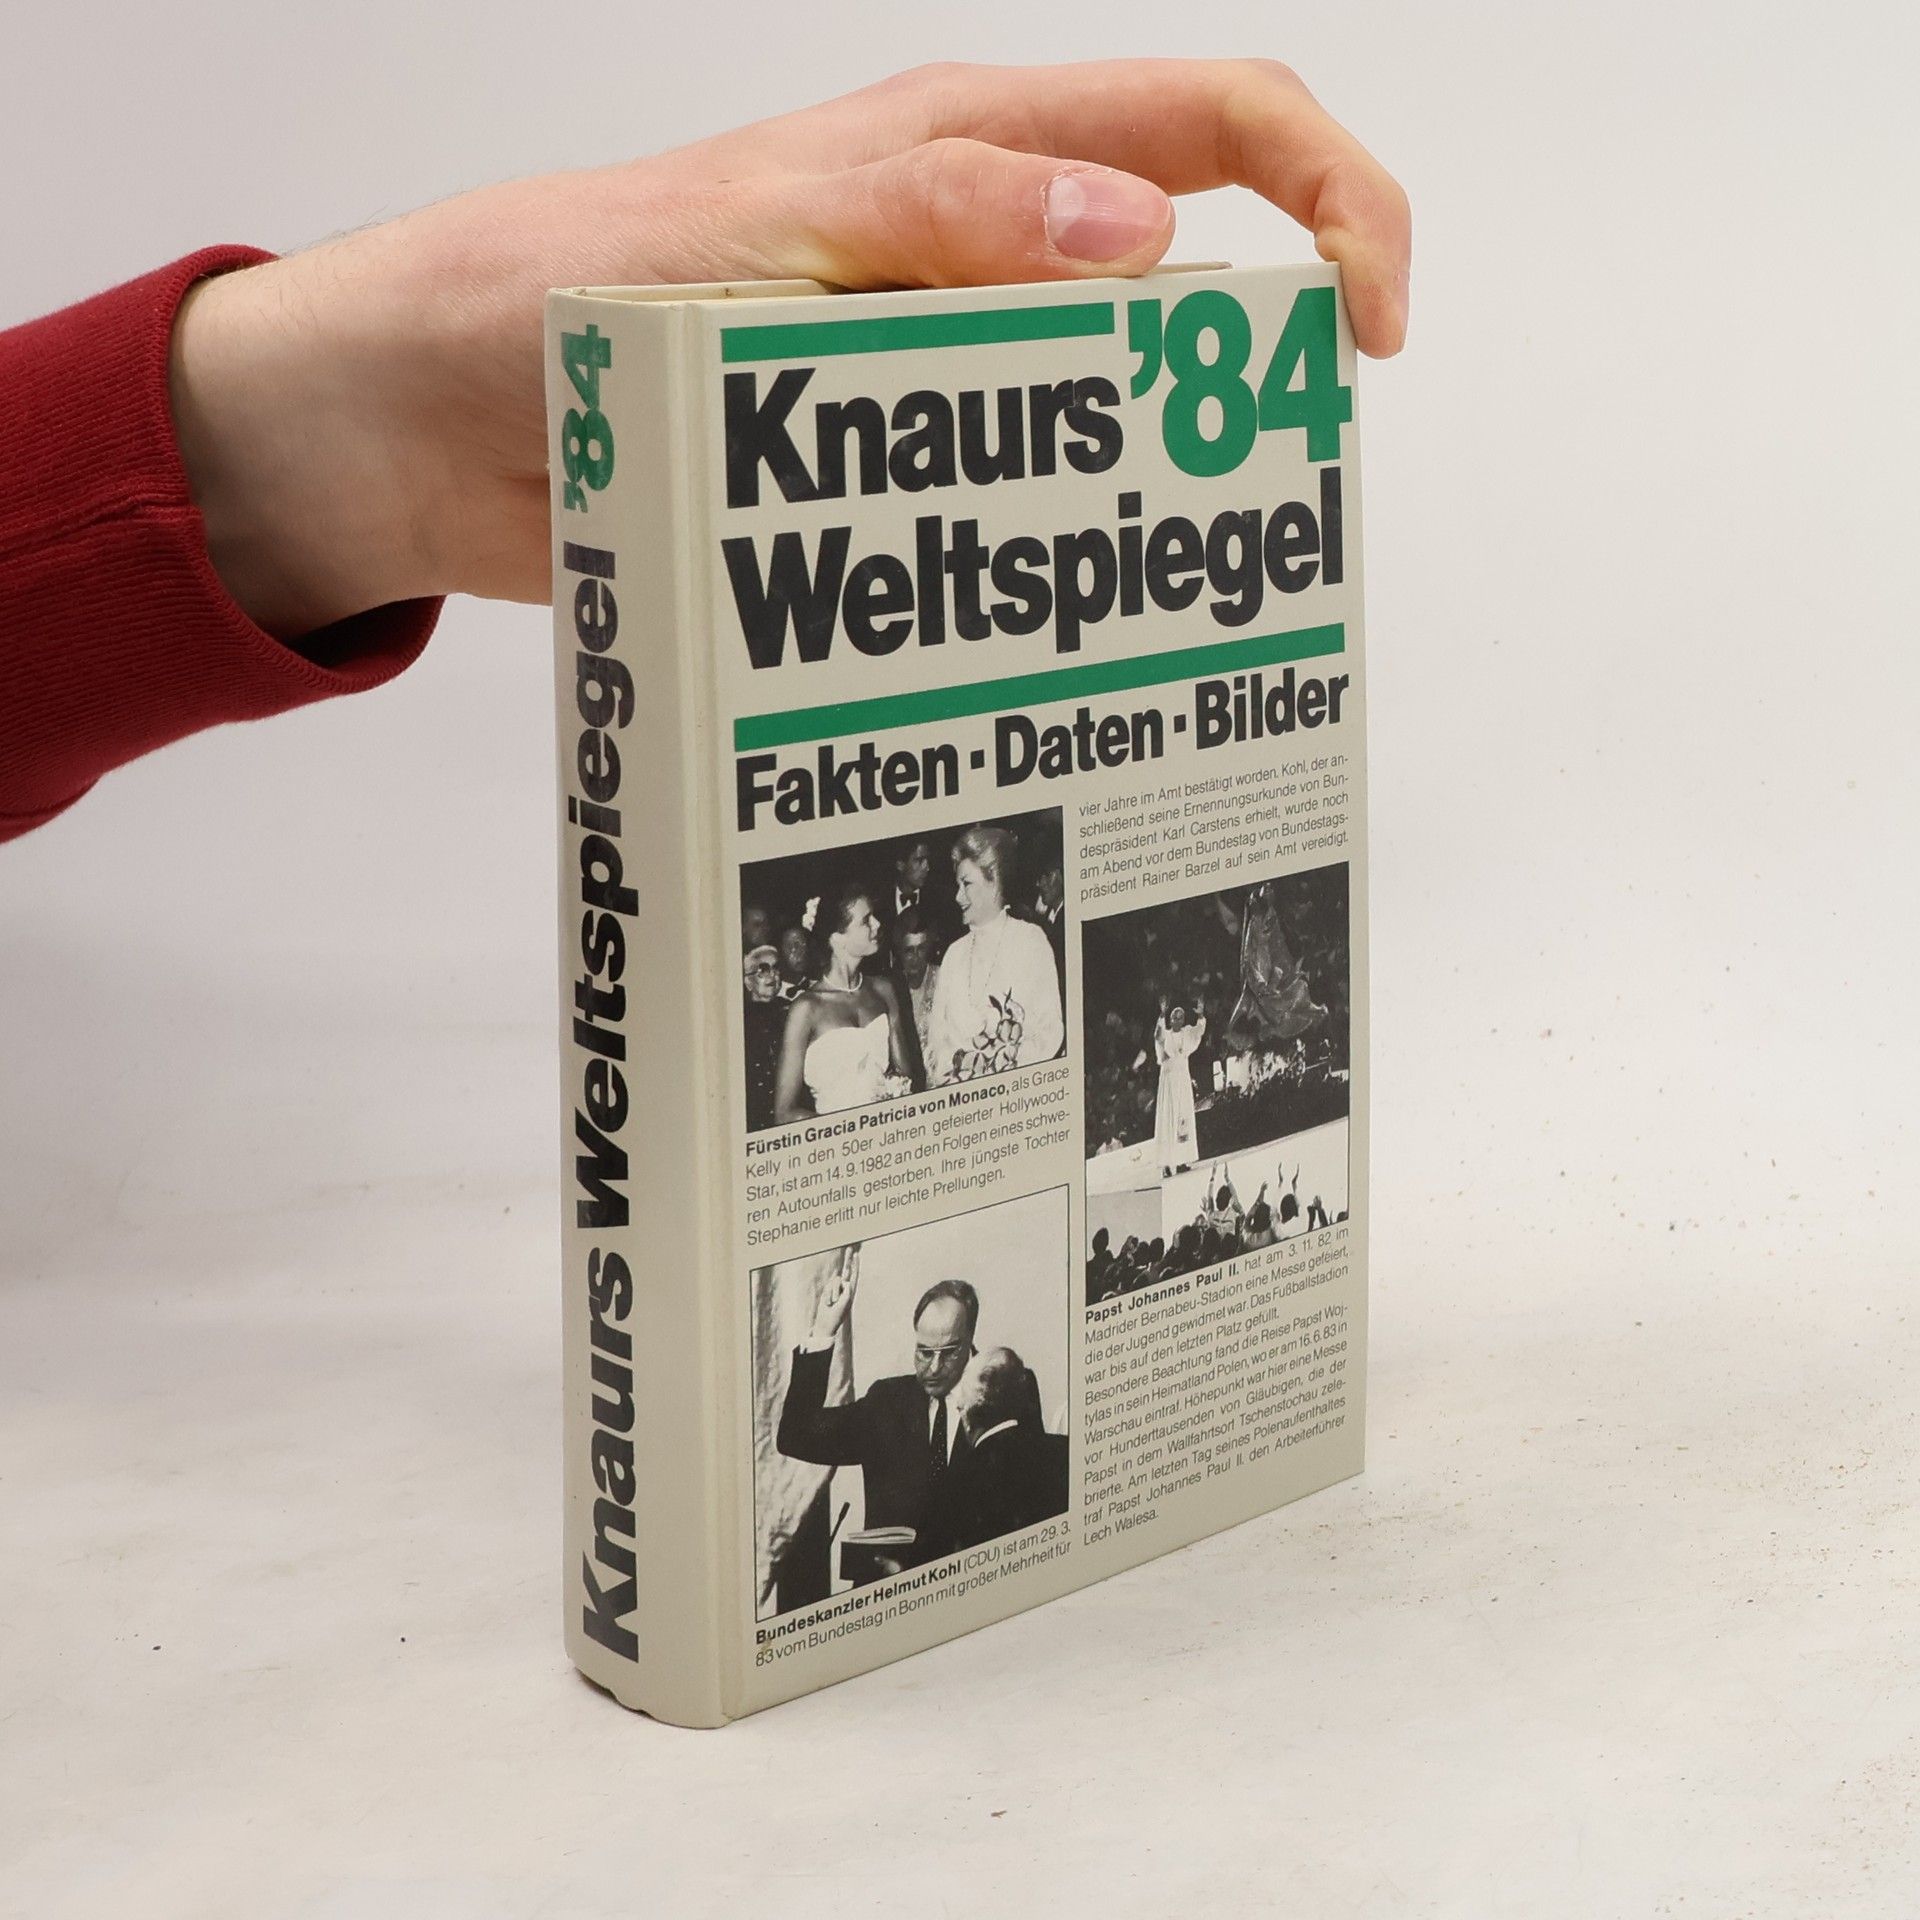 Knaurs Weltspiegel '84
Knaurs '84
Weltspiegel
Fakten · Daten · Bilder
Fürstin Gracia Patricia von Monaco, als Grace
Kelly in den 50er Jahren gefeierter Hollywood-
Star, ist am 14. 9. 1982 an den Folgen eines schwe-
ren Autounfalls gestorben. Ihre jüngste Tochter
Stephanie erlitt nur leichte Prellungen.
Bundeskanzler Helmut Kohl (CDU) ist am 29. 3.
83 vom Bundestag in Bonn mit großer Mehrheit für
vier Jahre im Amt bestätigt worden. Kohl, der an-
schließend seine Ernennungsurkunde von Bun-
despräsident Karl Carstens erhielt, wurde noch
am Abend vor dem Bundestag von Bundestags-
präsident Rainer Barzel auf sein Amt vereidigt.
Papst Johannes Paul II. hat am 3. 11. 82 im
Madrider Bernabeu-Stadion eine Messe gefeiert,
die der Jugend gewidmet war. Das Fußballstadion
war bis auf den letzten Platz gefüllt.
Besondere Beachtung fand die Reise Papst Woj-
tylas in sein Heimatland Polen, wo er am 16. 6. 83 in
Warschau eintraf. Höhepunkt war hier eine Messe
vor Hunderttausenden von Gläubigen, die der
Papst in dem Wallfahrtsort Tschenstochau zele-
brierte. Am letzten Tag seines Polenaufenthaltes
traf Papst Johannes Paul II. den Arbeiterführer
Lech Walesa.